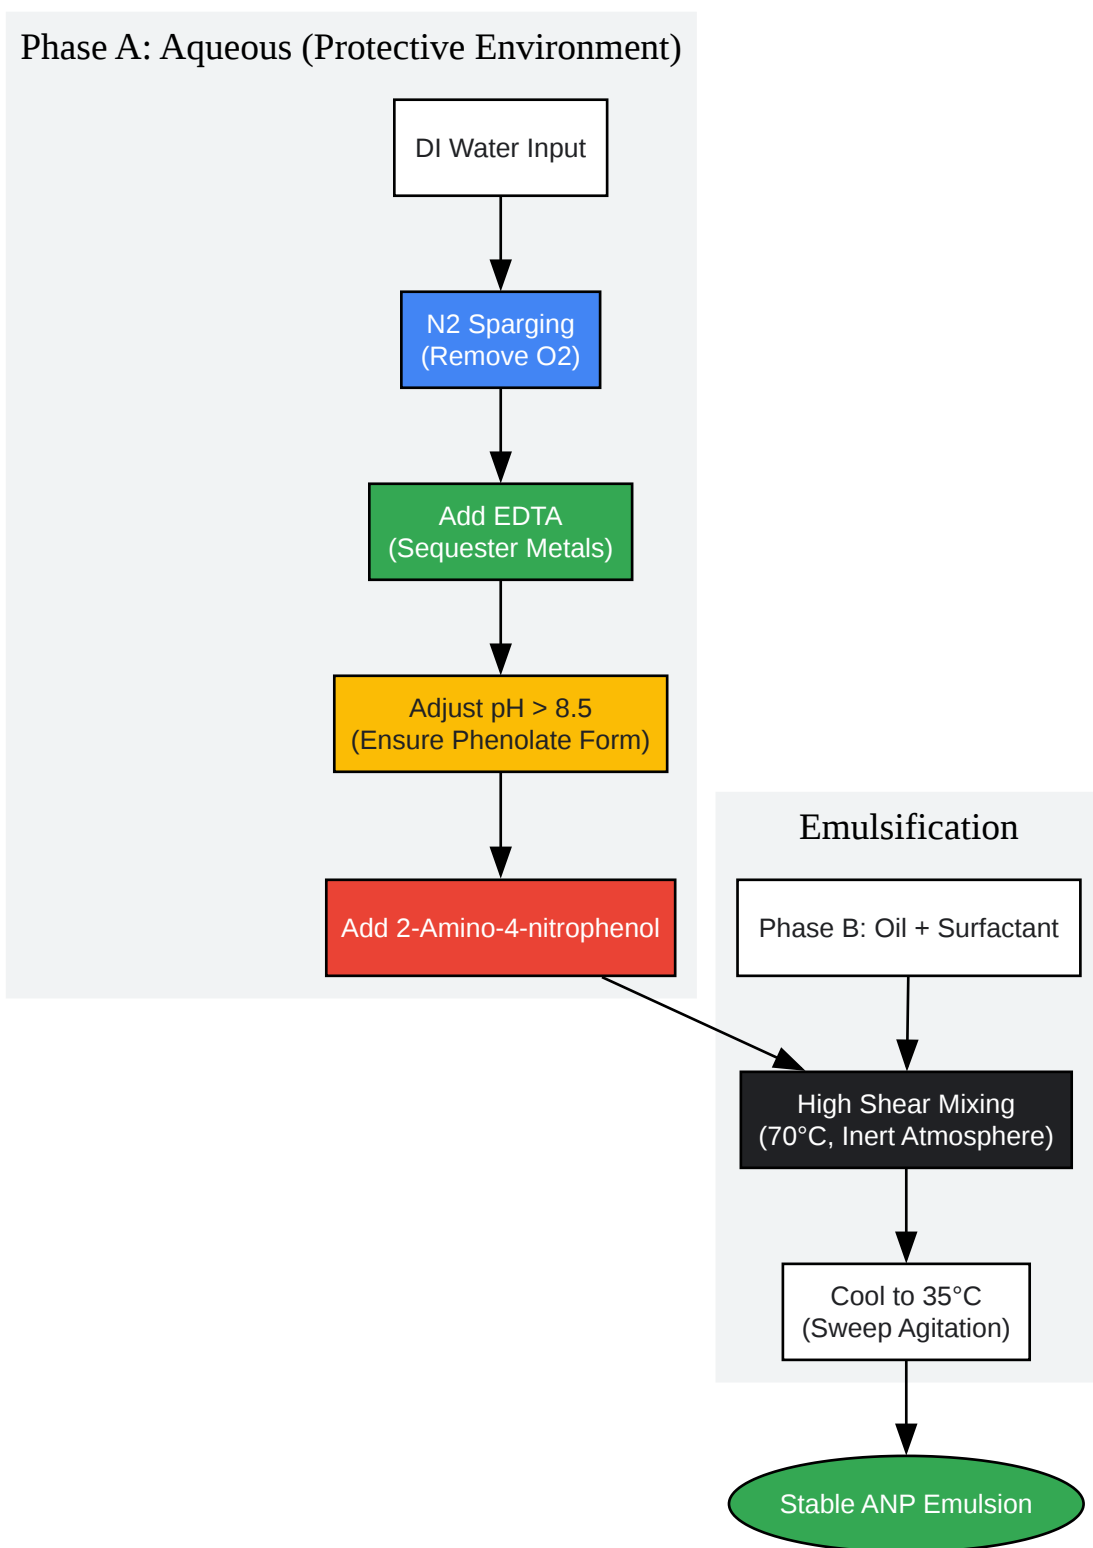 Phase A: Aqueous (Protective Environment)
DI Water Input
N2 Sparging
(Remove O2)
Add EDTA
(Sequester Metals)
Adjust pH > 8.5
(Ensure Phenolate Form)
Add 2-Amino-4-nitrophenol
Emulsification
Phase B: Oil + Surfactant
High Shear Mixing
(70°C, Inert Atmosphere)
Cool to 35°C
(Sweep Agitation)
Stable ANP Emulsion